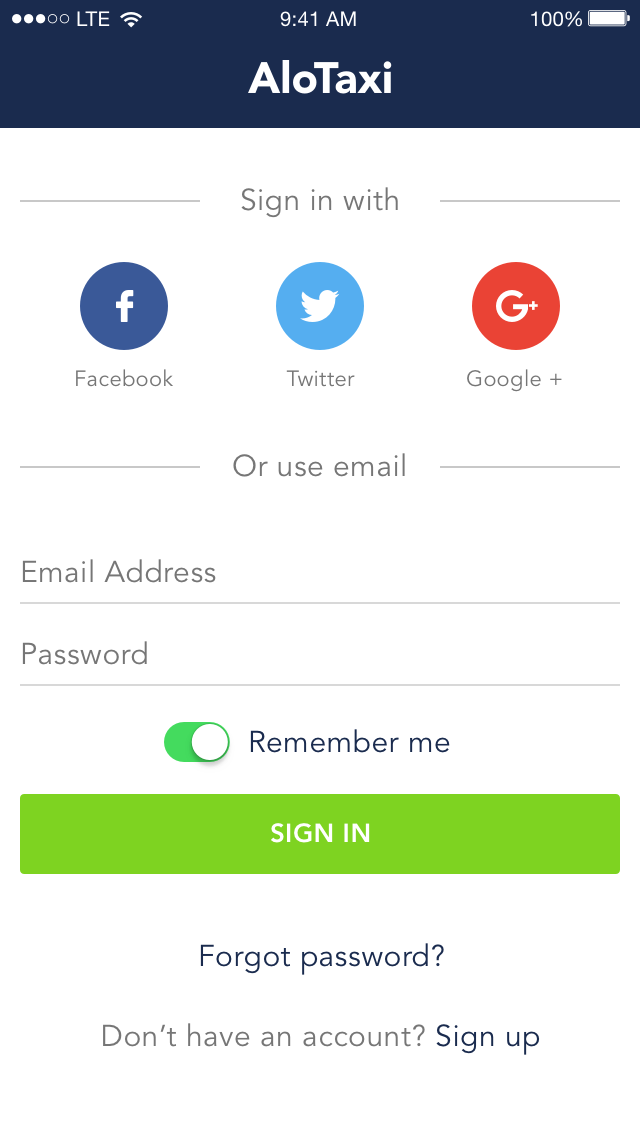 LTE 9:41 AM 100%
AloTaxi
Sign in with
Facebook Twitter Google +
Or use email
Email Address
Password
Remember me
SIGN IN
Forgot password?
Don’t have an account? Sign up